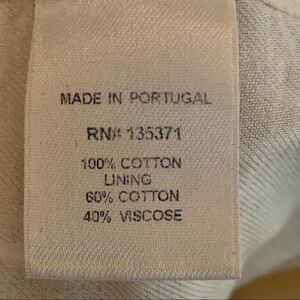 MADE IN PORTUGAL
RN# 135371
100% COTTON
LINING
60% COTTON
40% VISCOSE